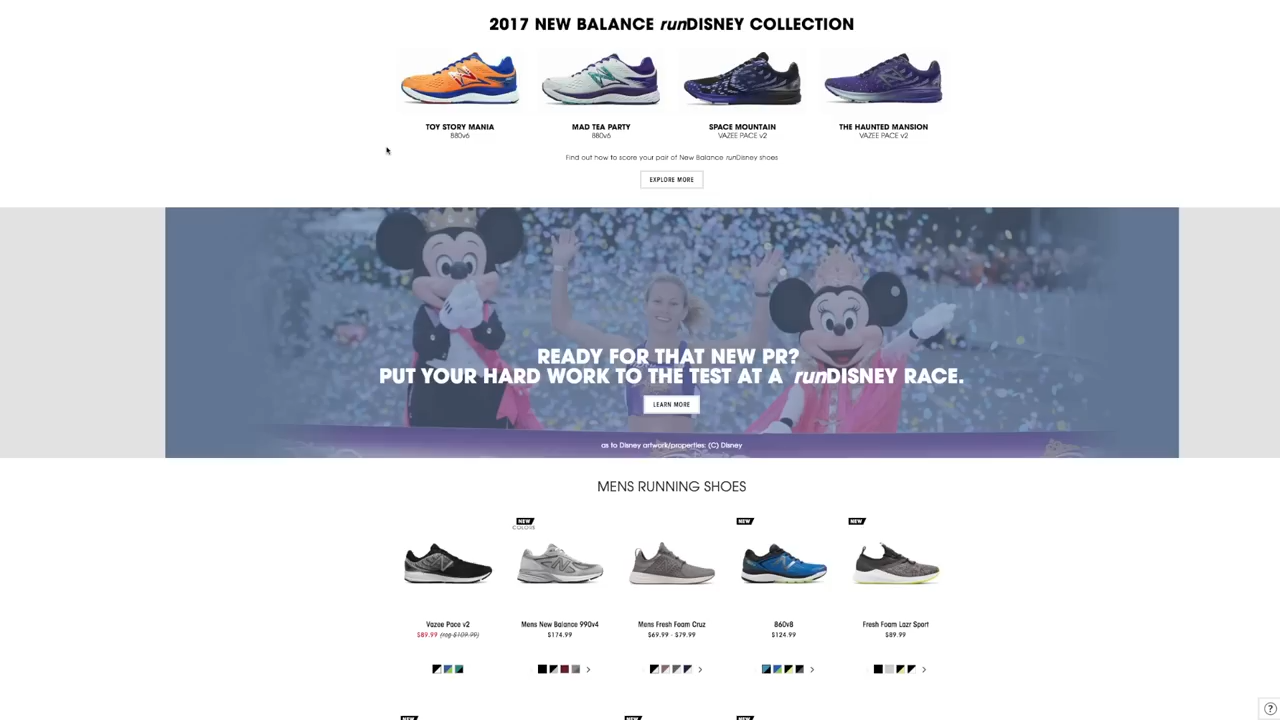 2017 NEW BALANCE runDISNEY COLLECTION
TOY STORY MANIA
880v6
MAD TEA PARTY
880v6
SPACE MOUNTAIN
VAZEE PACE v2
THE HAUNTED MANSION
VAZEE PACE v2
Find out how to score your pair of New Balance runDisney shoes
EXPLORE MORE
READY FOR THAT NEW PR?
PUT YOUR HARD WORK TO THE TEST AT A runDISNEY RACE.
LEARN MORE
as to Disney artwork/properties: (C) Disney
MENS RUNNING SHOES
Vazee Pace v2
$89.99 (reg $109.99)
NEW
COLORS
Mens New Balance 990v4
$174.99
Mens Fresh Foam Cruz
$69.99 - $79.99
NEW
860v8
$124.99
NEW
Fresh Foam Lazr Sport
$89.99
NEW
NEW
NEW
?